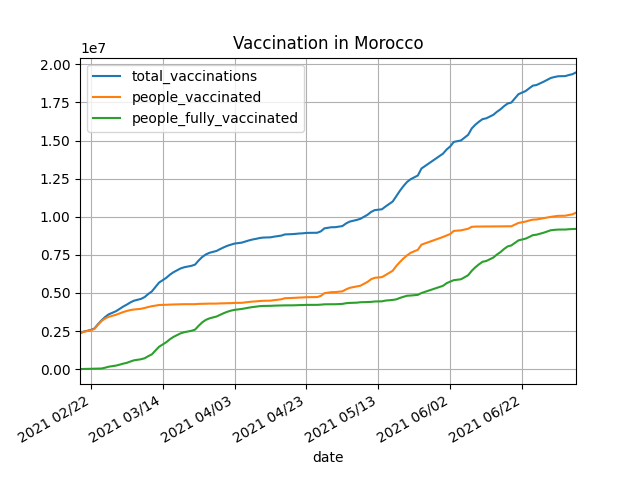 Vaccination in Morocco
1e7
total_vaccinations
people_vaccinated
people_fully_vaccinated
2.00
1.75
1.50
1.25
1.00
0.75
0.50
0.25
0.00
2021 02/22
2021 03/14
2021 04/03
2021 04/23
2021 05/13
2021 06/02
2021 06/22
date